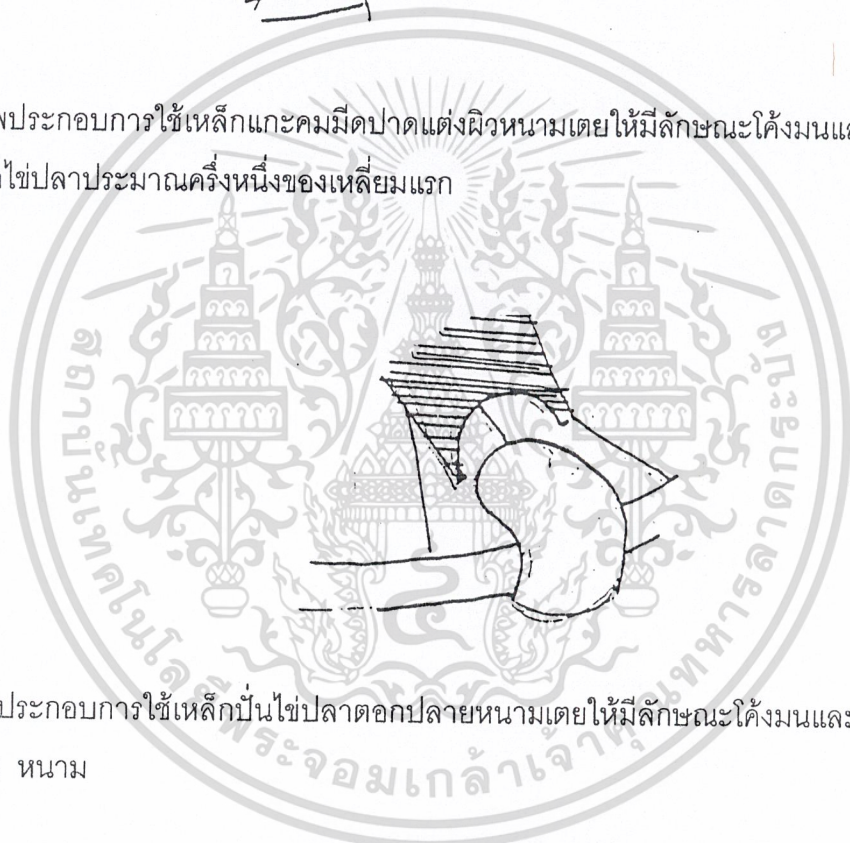 ประกอบการใช้เหล็กแกะคมมีดปาดแต่งผิวหนามเตยให้มีลักษณะโค้งมนแ
ไข่ปลาประมาณครึ่งหนึ่งของเหลี่ยมแรก
สถาบันเทคโนโลยีพระจอมเกล้าเจ้าคุณทหารลาดกระบัง
ประกอบการใช้เหล็กปั่นไข่ปลาตอกปลายหนามเตยให้มีลักษณะโค้งมนและ
หนาม